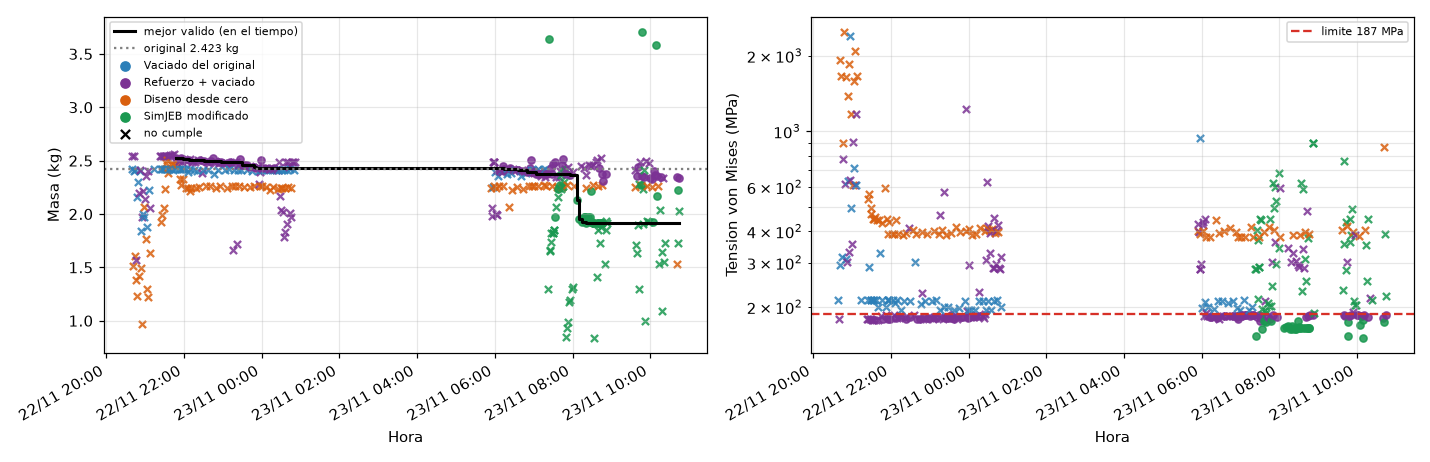 mejor valido (en el tiempo)
original 2.423 kg
Vaciado del original
Refuerzo + vaciado
Diseno desde cero
SimJEB modificado
no cumple
Masa (kg)
3.5
3.0
2.5
2.0
1.5
1.0
22/11 20:00
22/11 22:00
23/11 00:00
23/11 02:00
23/11 04:00
23/11 06:00
23/11 08:00
23/11 10:00
Hora
limite 187 MPa
Tension von Mises (MPa)
2 × 10³
10³
6 × 10²
4 × 10²
3 × 10²
2 × 10²
22/11 20:00
22/11 22:00
23/11 00:00
23/11 02:00
23/11 04:00
23/11 06:00
23/11 08:00
23/11 10:00
Hora